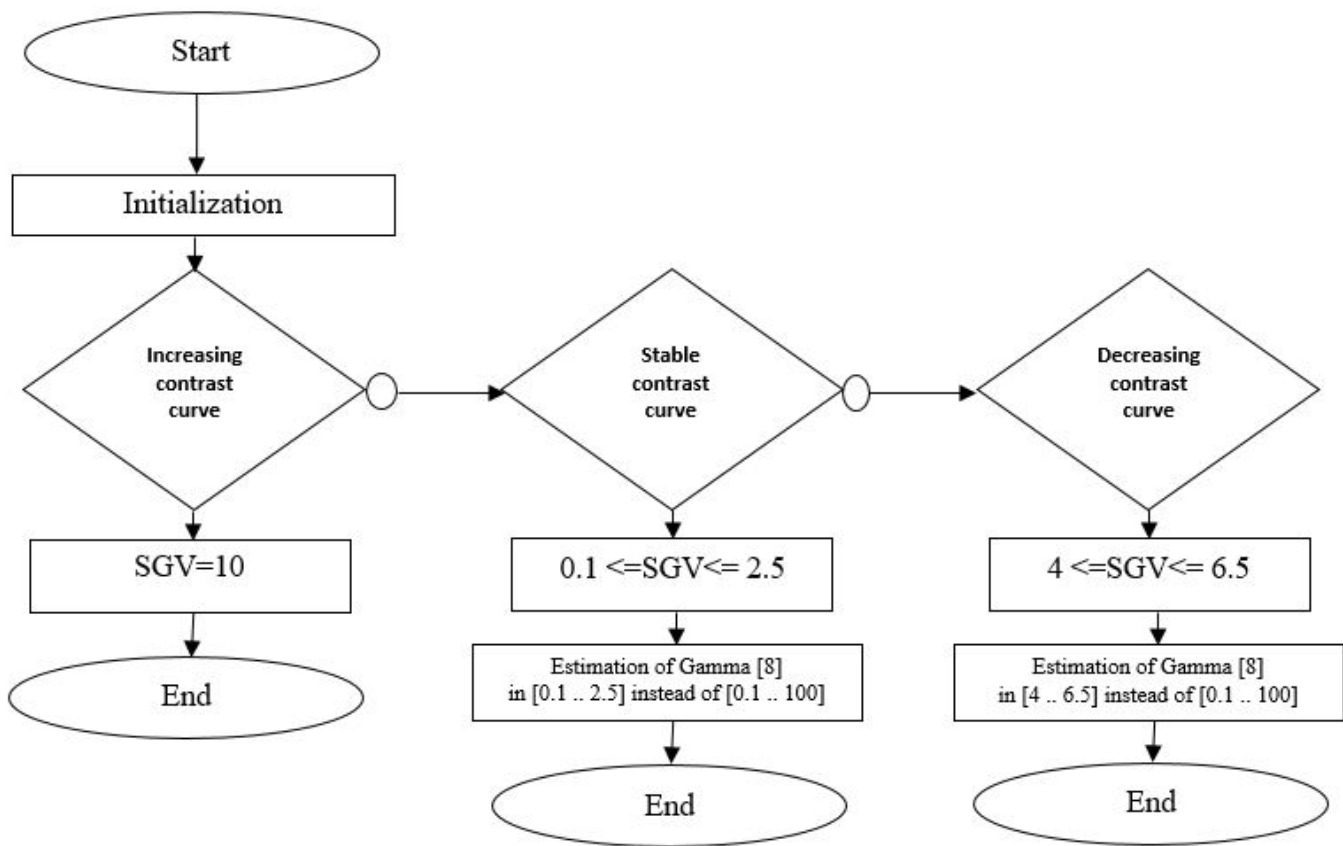 Start
Initialization
Increasing
contrast
curve
Stable
contrast
curve
Decreasing
contrast
curve
SGV=10
0.1 <=SGV<= 2.5
4 <=SGV<= 6.5
End
Estimation of Gamma [8]
in [0.1 .. 2.5] instead of [0.1 .. 100]
Estimation of Gamma [8]
in [4 .. 6.5] instead of [0.1 .. 100]
End
End